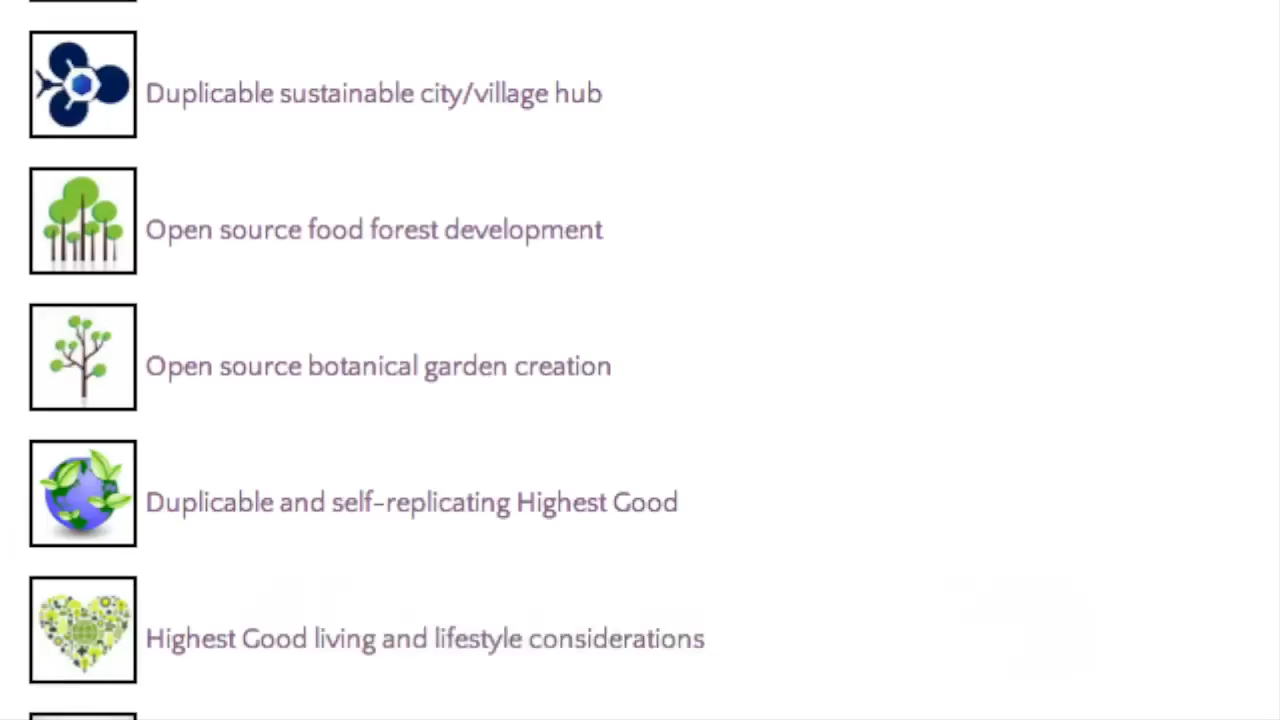 Duplicable sustainable city/village hub
Open source food forest development
Open source botanical garden creation
Duplicable and self-replicating Highest Good
Highest Good living and lifestyle considerations